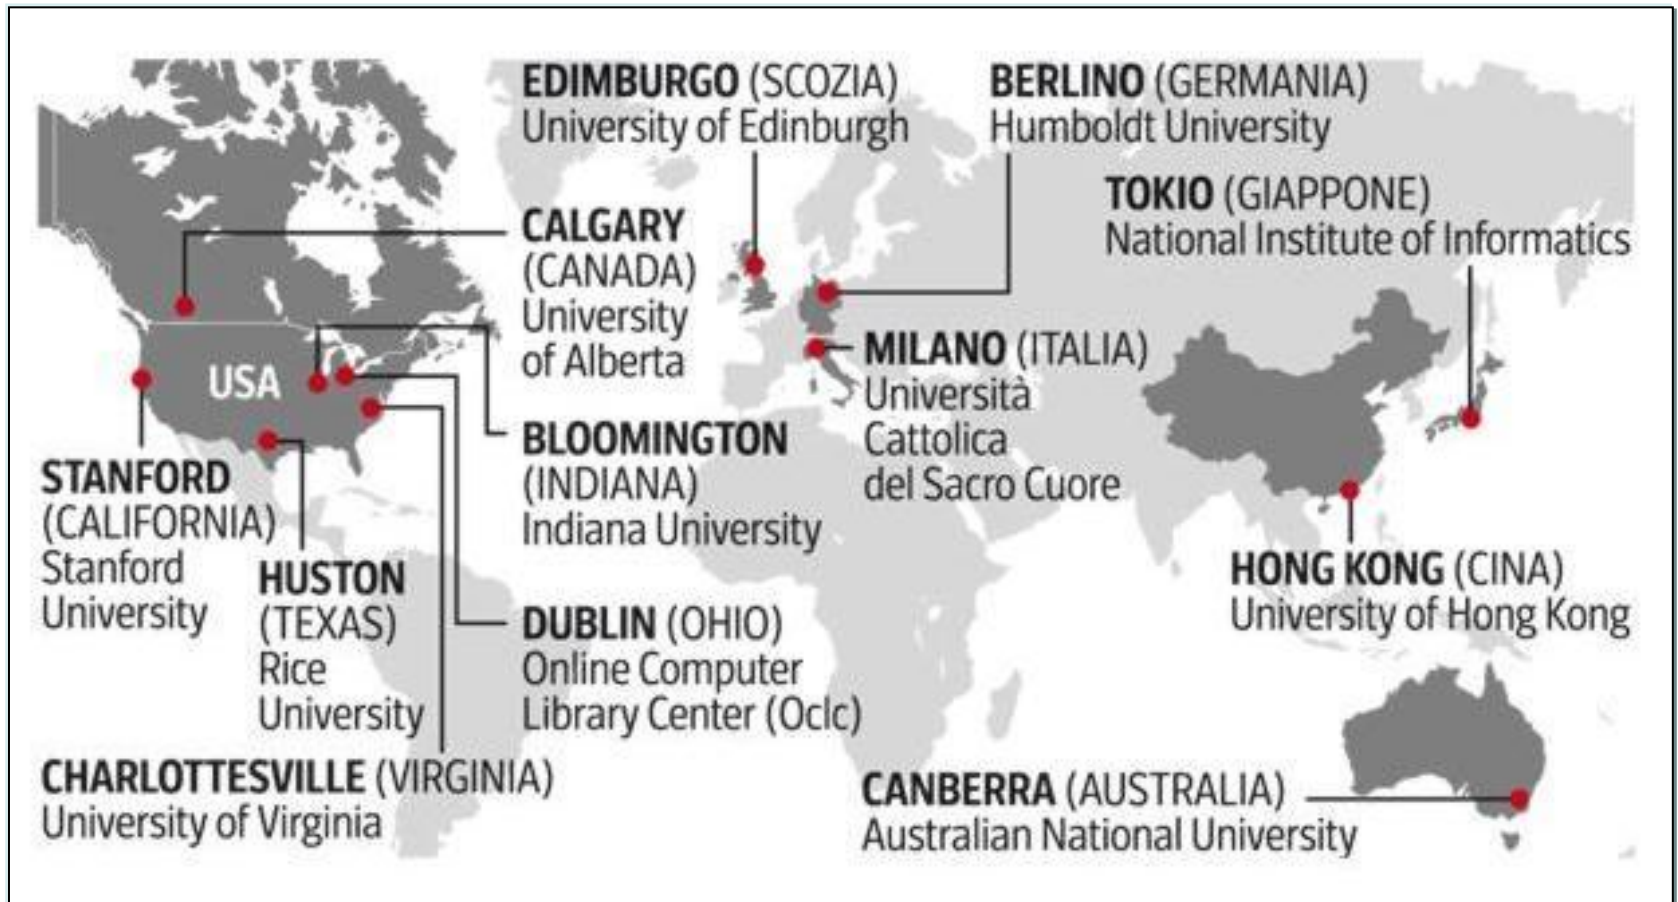 EDIMBURGO (SCOZIA)
University of Edinburgh
BERLINO (GERMANIA)
Humboldt University
TOKIO (GIAPPONE)
National Institute of Informatics
CALGARY
(CANADA)
University
of Alberta
USA
MILANO (ITALIA)
Università
Cattolica
del Sacro Cuore
BLOOMINGTON
(INDIANA)
Indiana University
STANFORD
(CALIFORNIA)
Stanford
University
HUSTON
(TEXAS)
Rice
University
DUBLIN (OHIO)
Online Computer
Library Center (Oclc)
HONG KONG (CINA)
University of Hong Kong
CHARLOTTESVILLE (VIRGINIA)
University of Virginia
CANBERRA (AUSTRALIA)
Australian National University